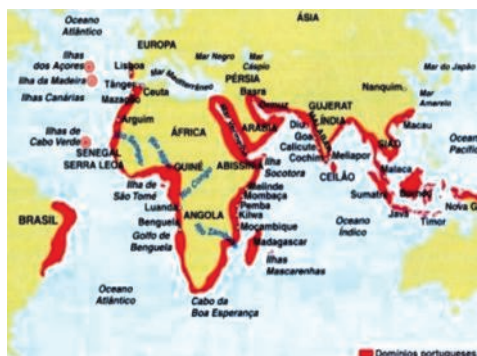 Oceano
Atlântico
ÁSIA
EUROPA
Ilhas
dos Açores
Lisboa
Mar Negro
Mar
Cáspio
Mar do Japão
Ilha da Madeira
Tânger
Ceuta
Mar Mediterrâneo
PÉRSIA
Basra
Nanquim
Mar
Amarelo
Ilhas Canárias
Mazagão
Ormuz
GUJERAT
ÍNDIA
Macau
Arguim
ÁFRICA
ARÁBIA
Diu
Goa
Calicute
Cochim
MALABAR
Meliapor
SIÃO
Oceano
Pacífico
Ilhas de
Cabo Verde
SENEGAL
SERRA LEOA
GUINÉ
ABISSÍNIA
Ilha
Socotora
CEILÃO
Malaca
Ilha de
São Tomé
Rio Congo
Melinde
Mombaça
Pemba
Kilwa
Moçambique
Sumatra
Bornéu
Java
Timor
Nova G
BRASIL
Luanda
Benguela
Golfo de
Benguela
ANGOLA
Rio Zambeze
Madagascar
Ilhas
Mascarenhas
Oceano
Índico
Oceano
Atlântico
Cabo da
Boa Esperança
Domínios portugueses